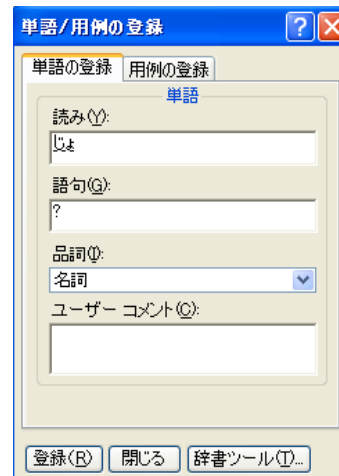 単語/用例の登録
単語の登録 用例の登録
単語
読み(Y):
じょ
語句(G):
?
品詞(I):
名詞
ユーザー コメント(C):
登録(R) 閉じる 辞書ツール(T)...